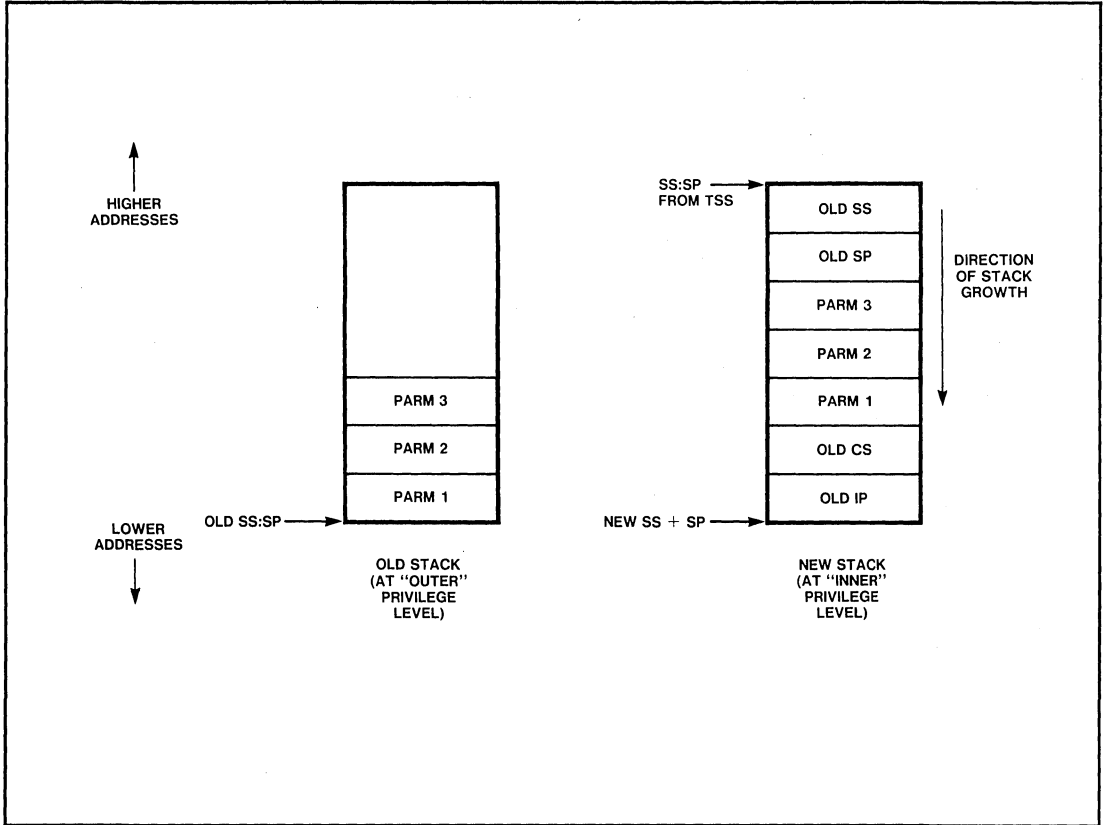 HIGHER
ADDRESSES
LOWER
ADDRESSES
PARM 3
PARM 2
PARM 1
OLD SS:SP
OLD STACK
(AT "OUTER"
PRIVILEGE
LEVEL)
SS:SP
FROM TSS
OLD SS
OLD SP
PARM 3
PARM 2
PARM 1
OLD CS
OLD IP
NEW SS + SP
NEW STACK
(AT "INNER"
PRIVILEGE
LEVEL)
DIRECTION
OF STACK
GROWTH